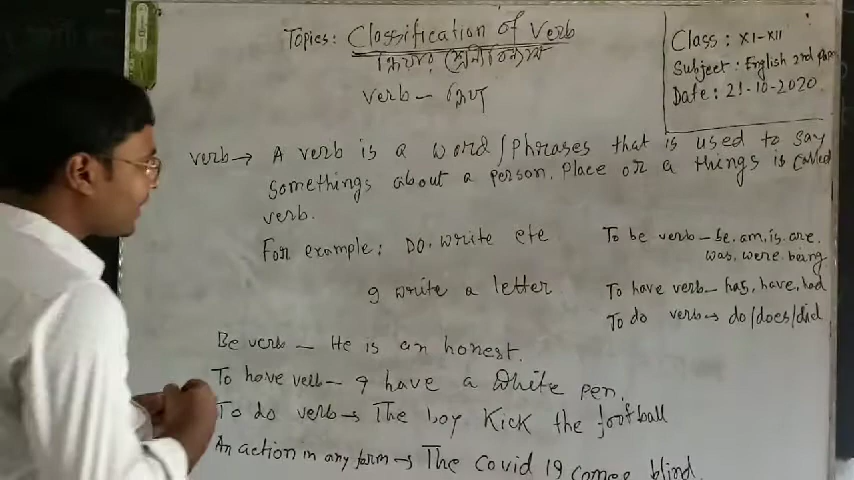 Topics: Classification of Verb
ক্রিয়ার শ্রেনীবিন্যাস
verb – ক্রিয়া
Class: XI-XII
Subject: English 2nd paper
Date: 21-10-2020
verb → A verb is a word/phrases that is used to say
somethings about a person, place or a things is called
verb.
For example: Do, write etc
I write a letter
To be verb – be, am, is, are,
was, were, being
To have verb – has, have, had
To do verb → do/does/did
Be verb – He is an honest.
To have verb – I have a white pen.
To do verb → The boy kick the football
An action in any form → The Covid 19 comes blind.